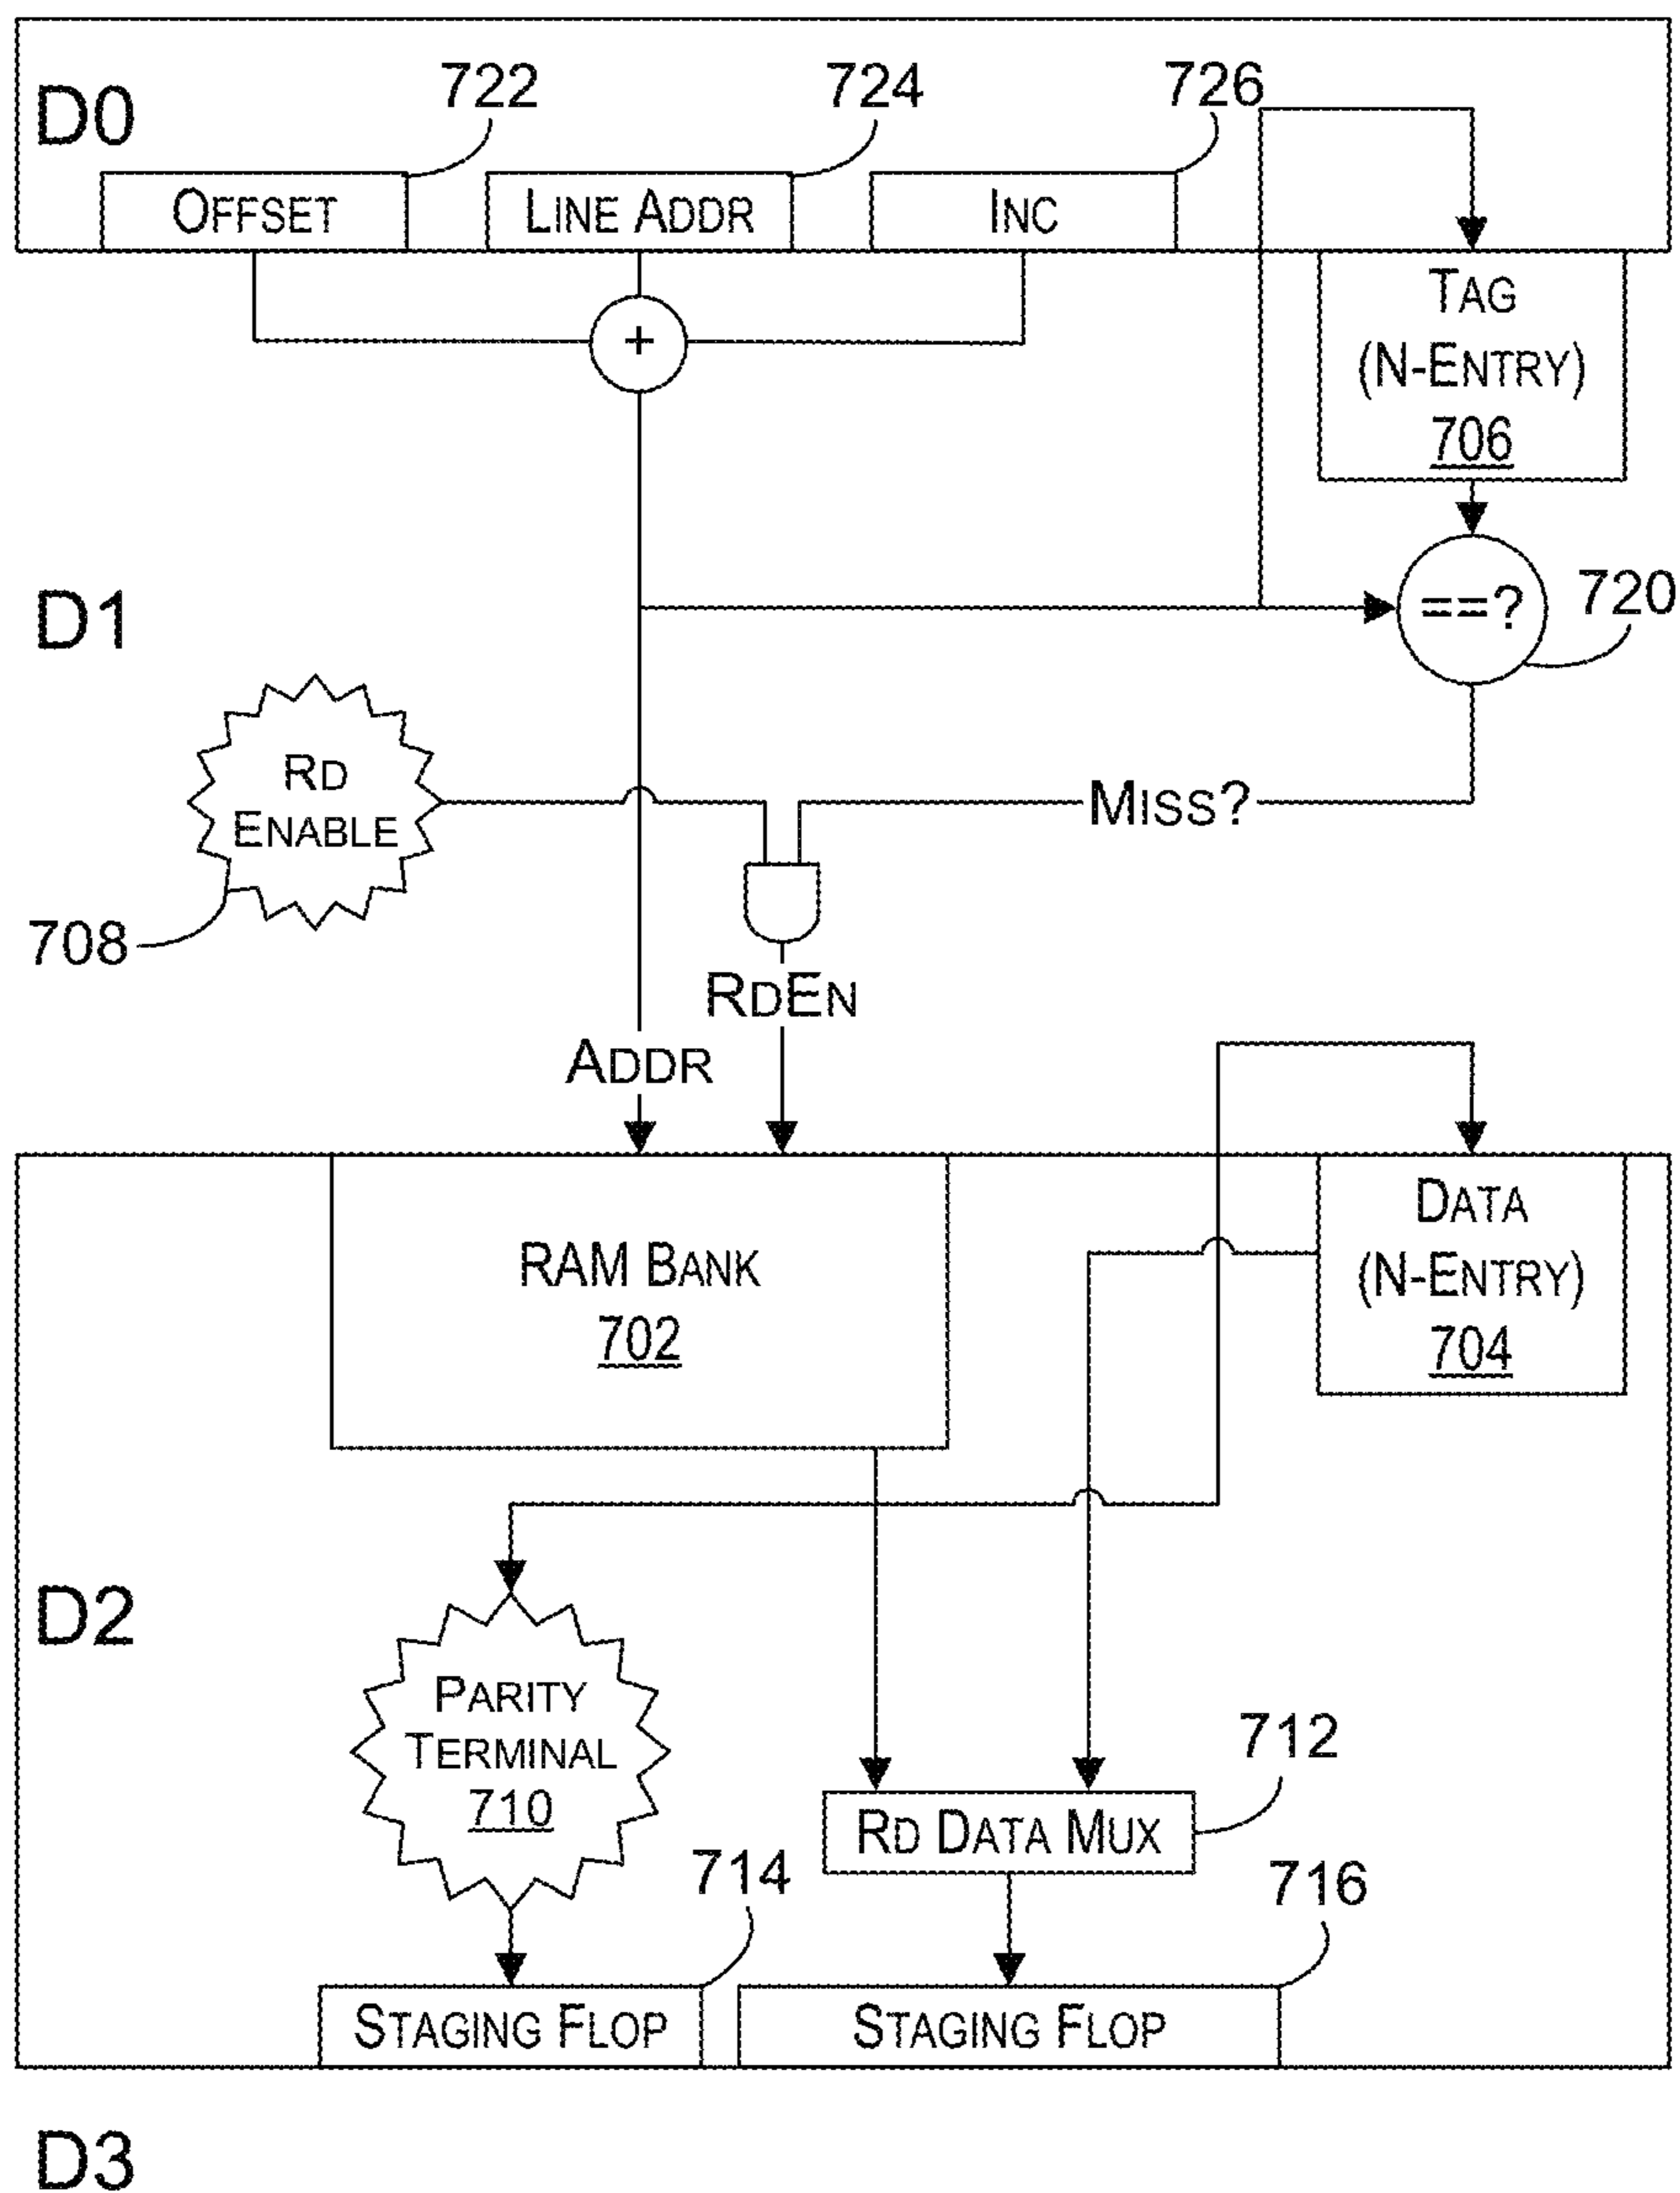 D0
722
724
726
OFFSET
LINE ADDR
INC
TAG
(N-ENTRY)
706
+
D1
==?
720
RD
ENABLE
708
MISS?
RDEN
ADDR
RAM BANK
702
DATA
(N-ENTRY)
704
D2
PARITY
TERMINAL
710
712
RD DATA MUX
714
716
STAGING FLOP
STAGING FLOP
D3